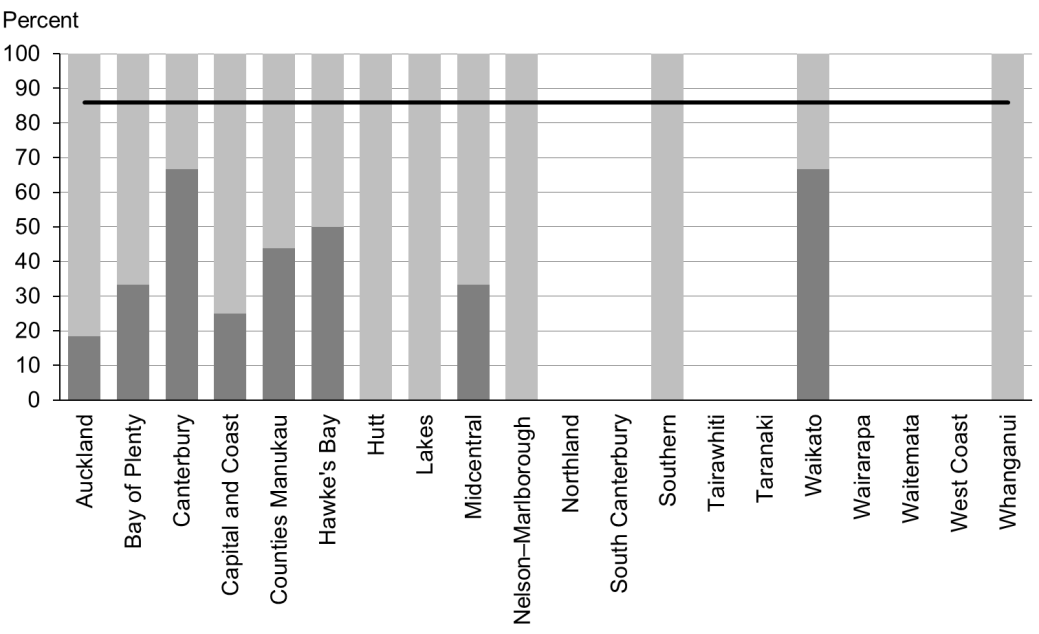 Percent
100
90
80
70
60
50
40
30
20
10
0
Auckland
Bay of Plenty
Canterbury
Capital and Coast
Counties Manukau
Hawke's Bay
Hutt
Lakes
Midcentral
Nelson–Marlborough
Northland
South Canterbury
Southern
Tairawhiti
Taranaki
Waikato
Wairarapa
Waitemata
West Coast
Whanganui